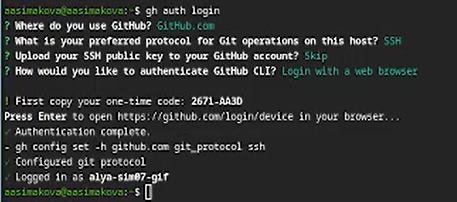 aasimakova@aasimakova:~$ gh auth login
? Where do you use GitHub? GitHub.com
? What is your preferred protocol for Git operations on this host? SSH
? Upload your SSH public key to your GitHub account? Skip
? How would you like to authenticate GitHub CLI? Login with a web browser
! First copy your one-time code: 2671-AA3D
Press Enter to open https://github.com/login/device in your browser...
✓ Authentication complete.
- gh config set -h github.com git_protocol ssh
✓ Configured git protocol
✓ Logged in as alya-sim07-gif
aasimakova@aasimakova:~$